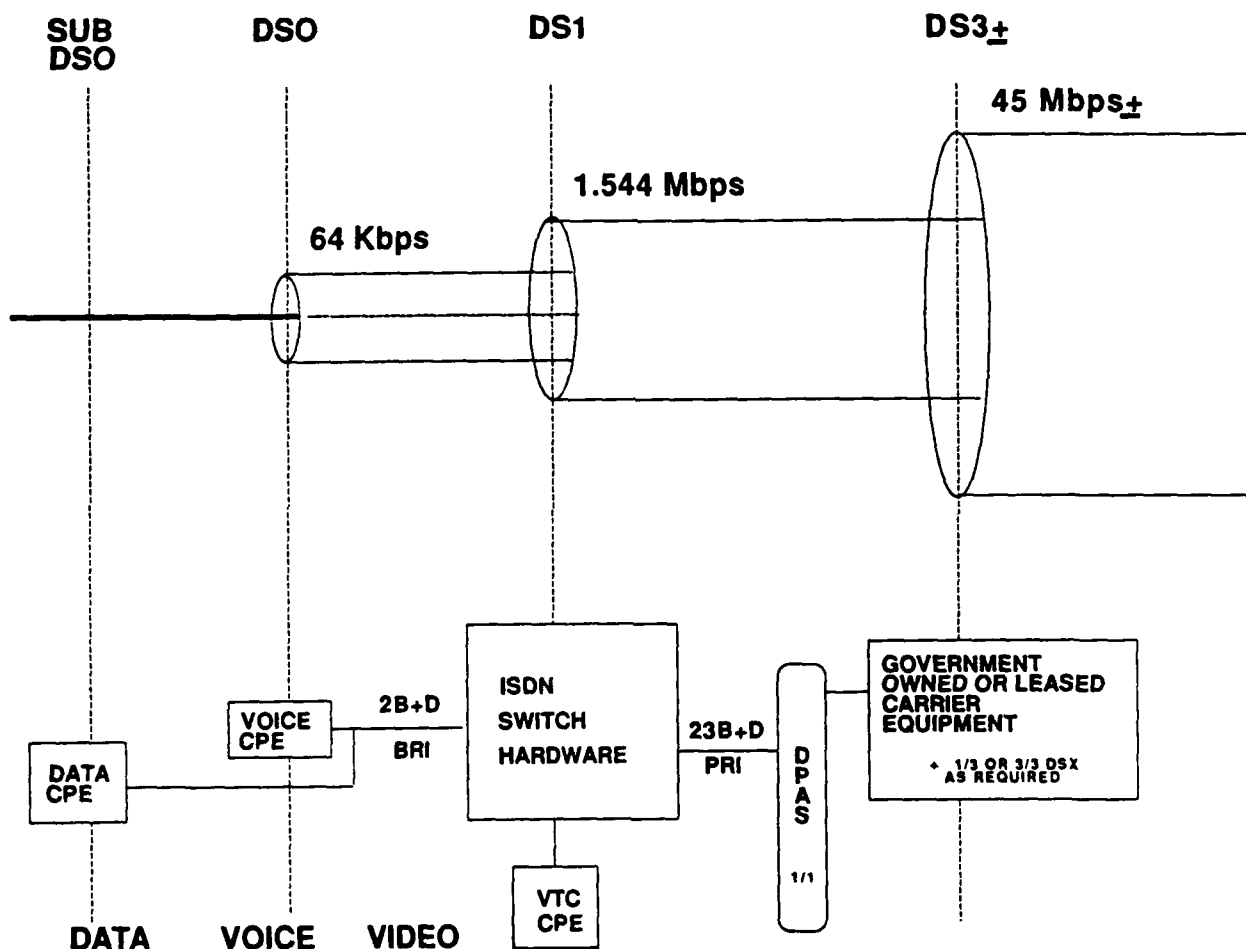 SUB DSO
DSO
DS1
DS3±
45 Mbps±
1.544 Mbps
64 Kbps
VOICE
CPE
DATA
CPE
2B+D
BRI
ISDN
SWITCH
HARDWARE
VTC
CPE
23B+D
PRI
DPAS
1/1
GOVERNMENT
OWNED OR LEASED
CARRIER
EQUIPMENT
+ 1/3 OR 3/3 DSX
AS REQUIRED
DATA VOICE VIDEO